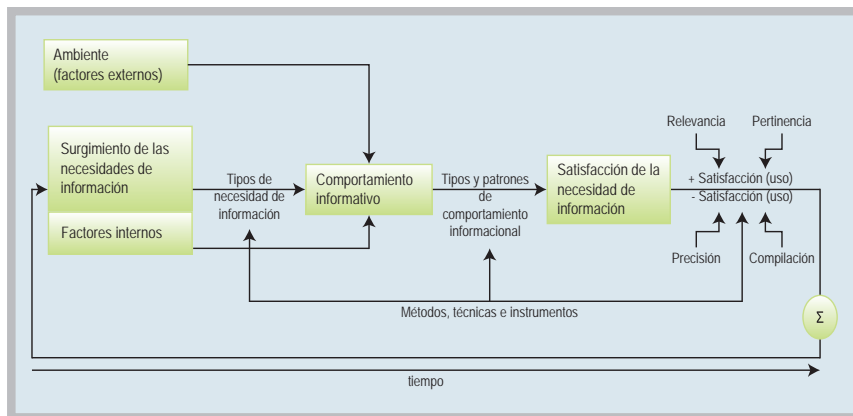 Ambiente
(factores externos)
Relevancia
Pertinencia
Surgimiento de las
necesidades de
información
Tipos de
necesidad de
información
Comportamiento
informativo
Tipos y patrones
de
comportamiento
informacional
Satisfacción de la
necesidad de
información
+ Satisfacción (uso)
- Satisfacción (uso)
Factores internos
Precisión
Compilación
Métodos, técnicas e instrumentos
Σ
tiempo